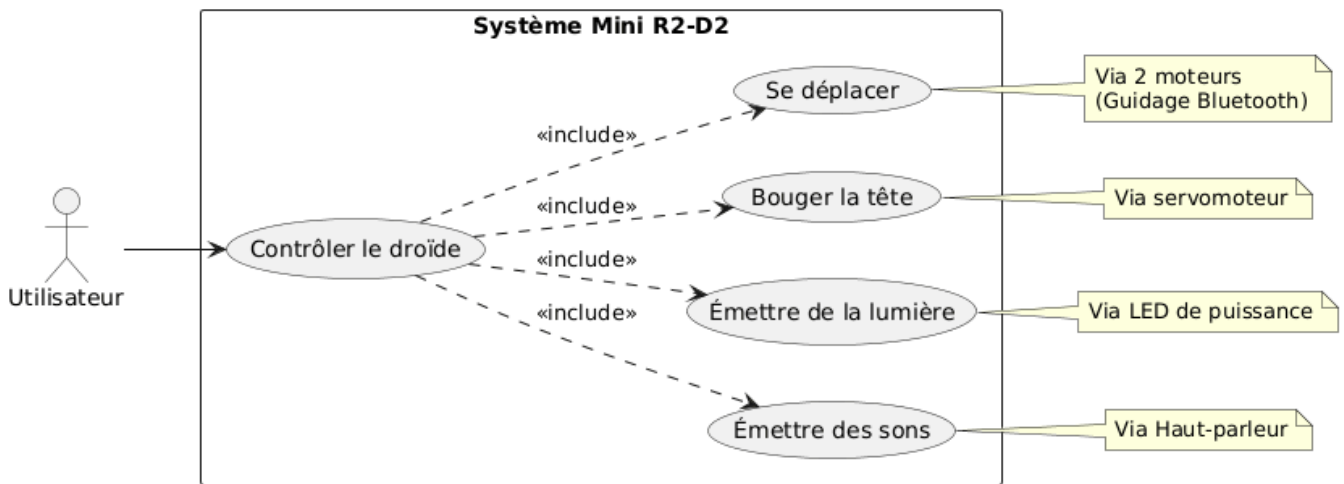 Système Mini R2-D2
Se déplacer
Via 2 moteurs
(Guidage Bluetooth)
«include»
Bouger la tête
Via servomoteur
«include»
Contrôler le droïde
«include»
Utilisateur
Émettre de la lumière
Via LED de puissance
«include»
Émettre des sons
Via Haut-parleur